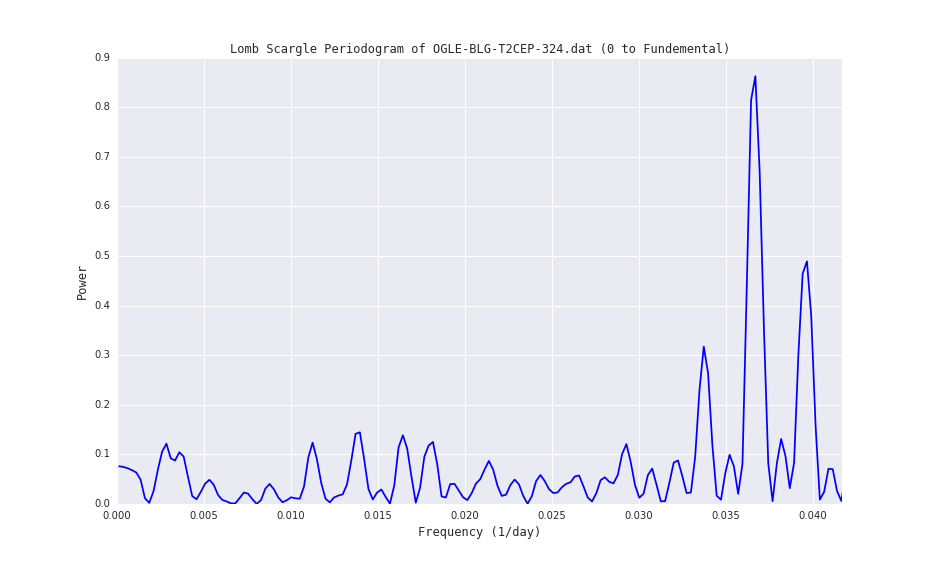 Lomb Scargle Periodogram of OGLE-BLG-T2CEP-324.dat (0 to Fundemental)
0.9
0.8
0.7
0.6
0.5
0.4
0.3
0.2
0.1
0.0
Power
0.000 0.005 0.010 0.015 0.020 0.025 0.030 0.035 0.040
Frequency (1/day)